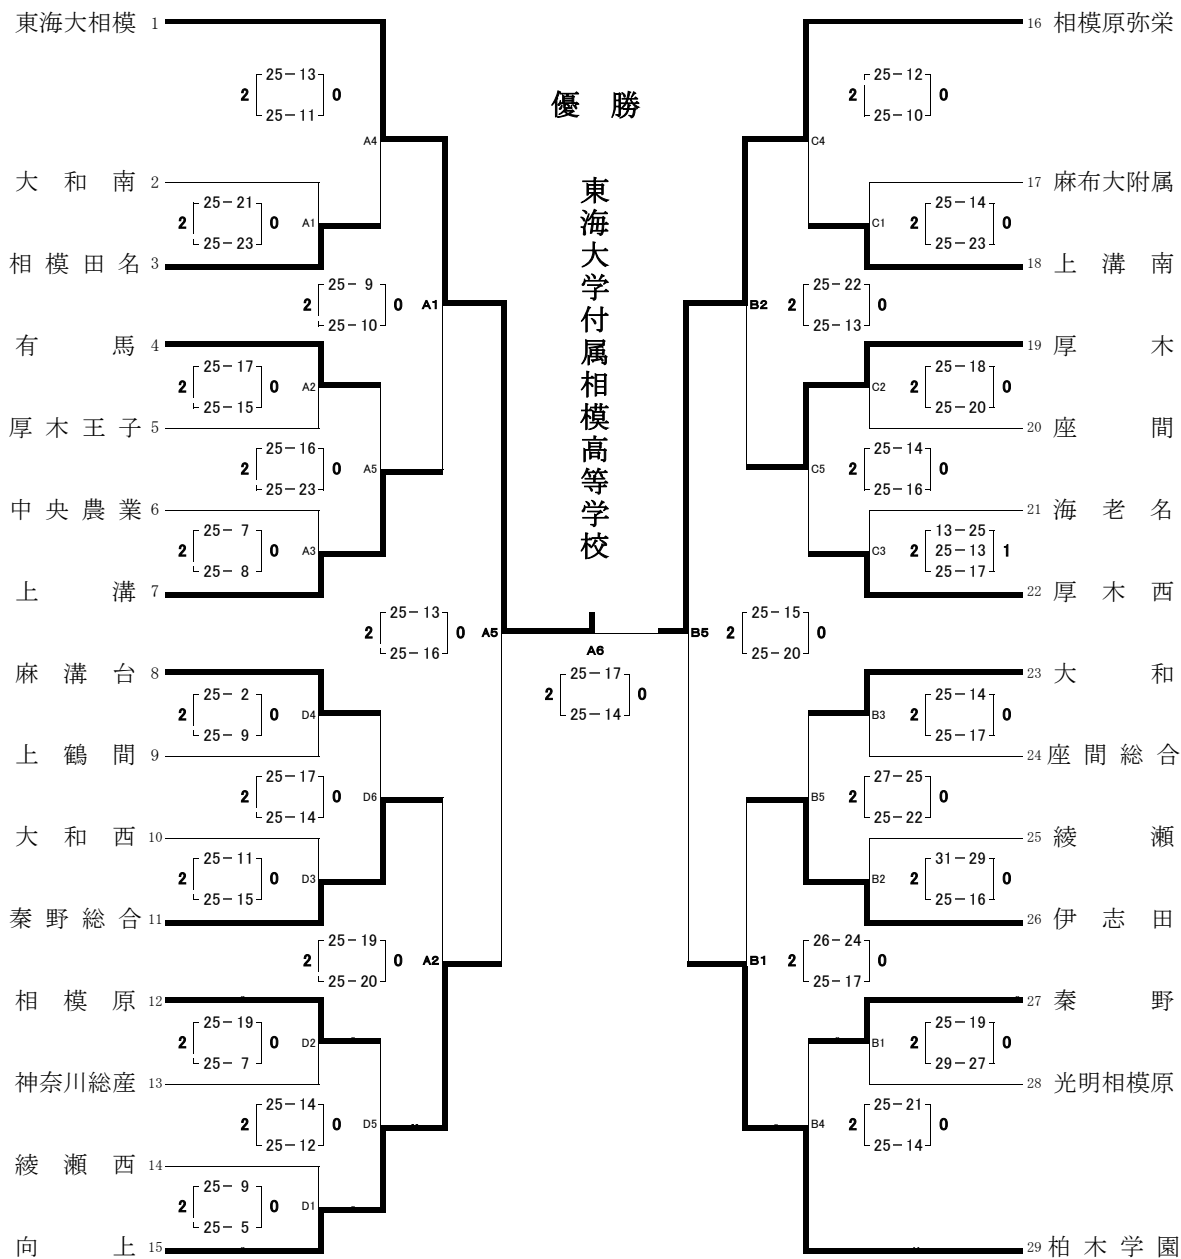 東海大相模 1
2 25-13 0
25-11
A4
大和南 2
2 25-21 0
25-23
A1
相模田名 3
2 25-9 0
25-10
A1
有馬 4
2 25-17 0
25-15
A2
厚木王子 5
2 25-16 0
25-23
A5
中央農業 6
2 25-7 0
25-8
A3
上溝 7
2 25-13 0
25-16
A5
麻溝台 8
2 25-2 0
25-9
D4
上鶴間 9
2 25-17 0
25-14
D6
大和西 10
2 25-11 0
25-15
D3
秦野総合 11
2 25-19 0
25-20
A2
相模原 12
2 25-19 0
25-7
D2
神奈川総産 13
2 25-14 0
25-12
D5
綾瀬西 14
2 25-9 0
25-5
D1
向上 15
優勝
東海大学付属相模高等学校
A6
2 25-17 0
25-14
16 相模原弥栄
2 25-12 0
25-10
C4
17 麻布大附属
C1
2 25-14 0
25-23
18 上溝南
B2
2 25-22 0
25-13
19 厚木
C2
2 25-18 0
25-20
20 座間
C5
2 25-14 0
25-16
21 海老名
C3
13-25
2 25-13 1
25-17
22 厚木西
B5
2 25-15 0
25-20
23 大和
B3
2 25-14 0
25-17
24 座間総合
B5
2 27-25 0
25-22
25 綾瀬
B2
2 31-29 0
25-16
26 伊志田
B1
2 26-24 0
25-17
27 秦野
B1
2 25-19 0
29-27
28 光明相模原
B4
2 25-21 0
25-14
29 柏木学園